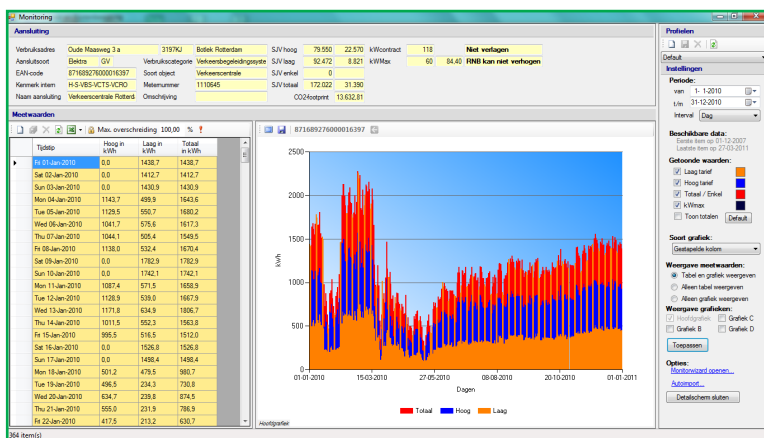 Monitoring
Aansluiting
Verbruiksadres Oude Maasweg 3 a 3197KJ Botlek Rotterdam SJV hoog 79.550 22.570 kWcontract 118 Niet verlagen
Aansluitsoort Elektra GV Verbruikscategorie Verkeersbegeleidingssyste SJV laag 92.472 8.821 kWMax 60 84.40 RNB kan niet verhogen
EAN-code 871689276000016397 Soort object Verkeerscentrale SJV enkel 0
Kenmerk intern H-S-VBS-VCTS-VCRO Meternummer 1110645 SJV totaal 172.022 31.390
Naam aansluiting Verkeerscentrale Rotterd Omschrijving CO2-footprint 13.632,81
Meetwaarden
Max. overschreiding 100,00 % !
Tijdstip Hoog in kWh Laag in kWh Totaal in kWh
Fri 01-Jan-2010 0,0 1438,7 1438,7
Sat 02-Jan-2010 0,0 1412,7 1412,7
Sun 03-Jan-2010 0,0 1430,9 1430,9
Mon 04-Jan-2010 1143,7 499,9 1643,6
Tue 05-Jan-2010 1129,5 550,7 1680,2
Wed 06-Jan-2010 1041,7 575,6 1617,3
Thu 07-Jan-2010 1044,1 505,4 1549,5
Fri 08-Jan-2010 1138,0 532,4 1670,4
Sat 09-Jan-2010 0,0 1782,9 1782,9
Sun 10-Jan-2010 0,0 1742,1 1742,1
Mon 11-Jan-2010 1087,4 571,5 1658,9
Tue 12-Jan-2010 1128,9 539,0 1667,9
Wed 13-Jan-2010 1171,8 634,9 1806,7
Thu 14-Jan-2010 1011,5 552,3 1563,8
Fri 15-Jan-2010 995,5 516,5 1512,0
Sat 16-Jan-2010 0,0 1526,8 1526,8
Sun 17-Jan-2010 0,0 1498,4 1498,4
Mon 18-Jan-2010 501,2 479,5 980,7
Tue 19-Jan-2010 496,5 234,3 730,8
Wed 20-Jan-2010 634,7 239,8 874,5
Thu 21-Jan-2010 555,0 231,9 786,9
Fri 22-Jan-2010 417,5 213,2 630,7
364 item(s)
871689276000016397
2500
2000
1500
1000
500
0
kWh
01-01-2010 15-03-2010 27-05-2010 08-08-2010 20-10-2010 01-01-2011
Dagen
Totaal Hoog Laag
Hoofdgrafiek
Profielen
Default
Instellingen
Periode:
van 1- 1-2010
t/m 31-12-2010
Interval Dag
Beschikbare data:
Eerste item op 01-12-2007
Laatste item op 27-03-2011
Getoonde waarden:
Laag tarief
Hoog tarief
Totaal / Enkel
kWmax
Toon totalen Default
Soort grafiek:
Gestapelde kolom
Weergave meetwaarden:
Tabel en grafiek weergeven
Alleen tabel weergeven
Alleen grafiek weergeven
Weergave grafieken:
Hoofdgrafiek Grafiek C
Grafiek B Grafiek D
Toepassen
Opties:
Monitorwizard openen...
Autoimport...
Detailscherm sluiten